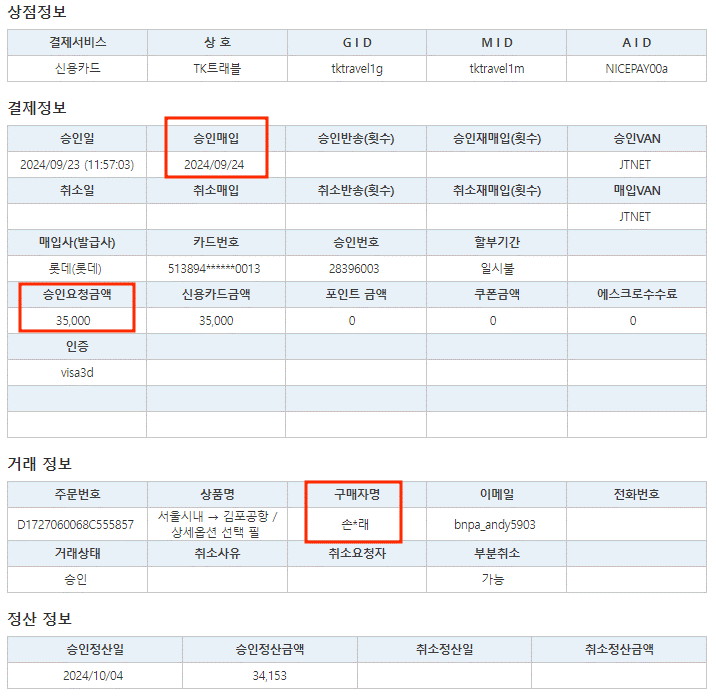 상점정보
결제서비스 상 호 G I D M I D A I D
신용카드 TK트래블 tktravel1g tktravel1m NICEPAY00a
결제정보
승인일 승인매입 승인반송(횟수) 승인재매입(횟수) 승인VAN
2024/09/23 (11:57:03) 2024/09/24 JTNET
취소일 취소매입 취소반송(횟수) 취소재매입(횟수) 매입VAN
JTNET
매입사(발급사) 카드번호 승인번호 할부기간
롯데(롯데) 513894******0013 28396003 일시불
승인요청금액 신용카드금액 포인트 금액 쿠폰금액 에스크로수수료
35,000 35,000 0 0 0
인증
visa3d
거래 정보
주문번호 상품명 구매자명 이메일 전화번호
D1727060068C555857 서울시내 → 김포공항 / 손*래 bnpa_andy5903
상세옵션 선택 필
거래상태 취소사유 취소요청자 부분취소
승인 가능
정산 정보
승인정산일 승인정산금액 취소정산일 취소정산금액
2024/10/04 34,153